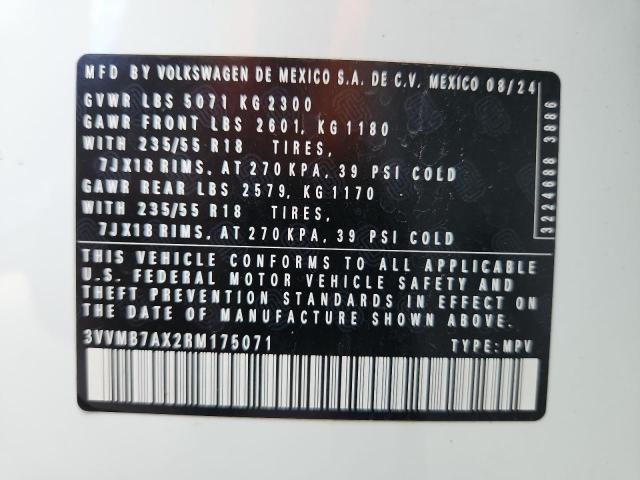 MFD BY VOLKSWAGEN DE MEXICO S.A. DE C.V. MEXICO 08/24
GVWR LBS 5071 KG 2300
GAWR FRONT LBS 2601, KG 1180
WITH 235/55 R18 TIRES,
7JX18 RIMS, AT 270 KPA, 39 PSI COLD
GAWR REAR LBS 2579, KG 1170
WITH 235/55 R18 TIRES,
7JX18 RIMS, AT 270 KPA, 39 PSI COLD
3224688 3886
THIS VEHICLE CONFORMS TO ALL APPLICABLE
U.S. FEDERAL MOTOR VEHICLE SAFETY AND
THEFT PREVENTION STANDARDS IN EFFECT ON
THE DATE OF MANUFACTURE SHOWN ABOVE.
3VVMB7AX2RM175071 TYPE: MPV